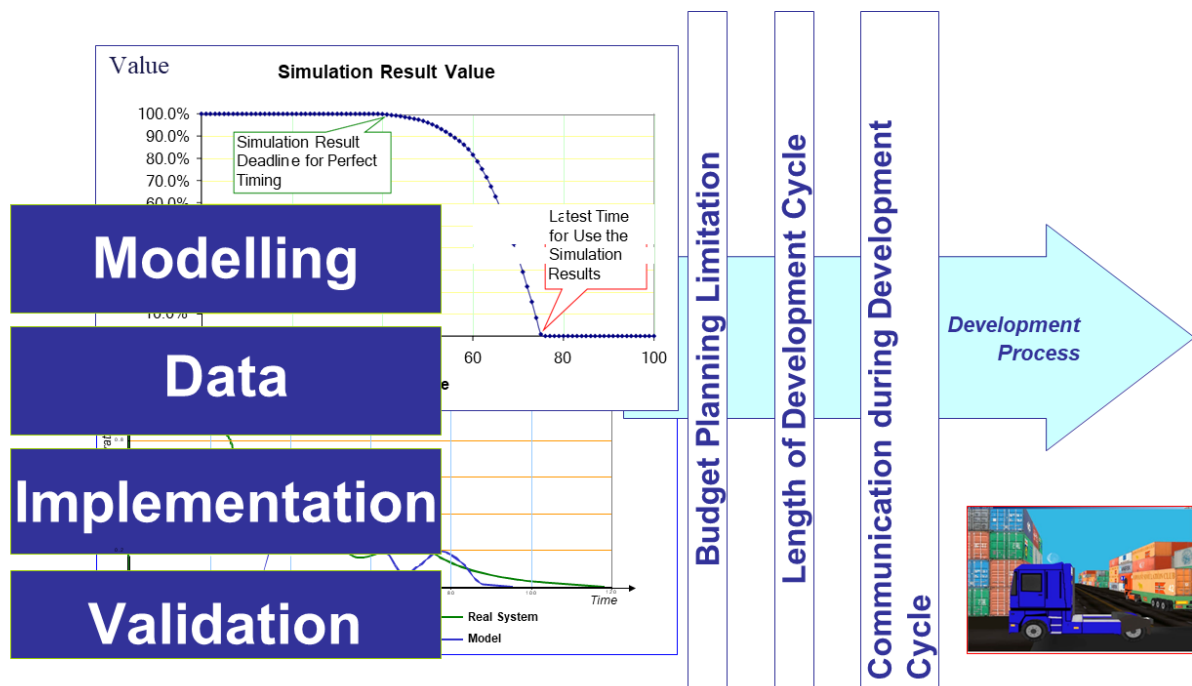 Value
Simulation Result Value
100.0%
90.0%
80.0%
70.0%
60.0%
10.0%
Simulation Result
Deadline for Perfect
Timing
Latest Time
for Use the
Simulation
Results
60
80
100
Modelling
Data
Implementation
Validation
Time
Real System
Model
Budget Planning Limitation
Length of Development Cycle
Communication during Development
Cycle
Development
Process